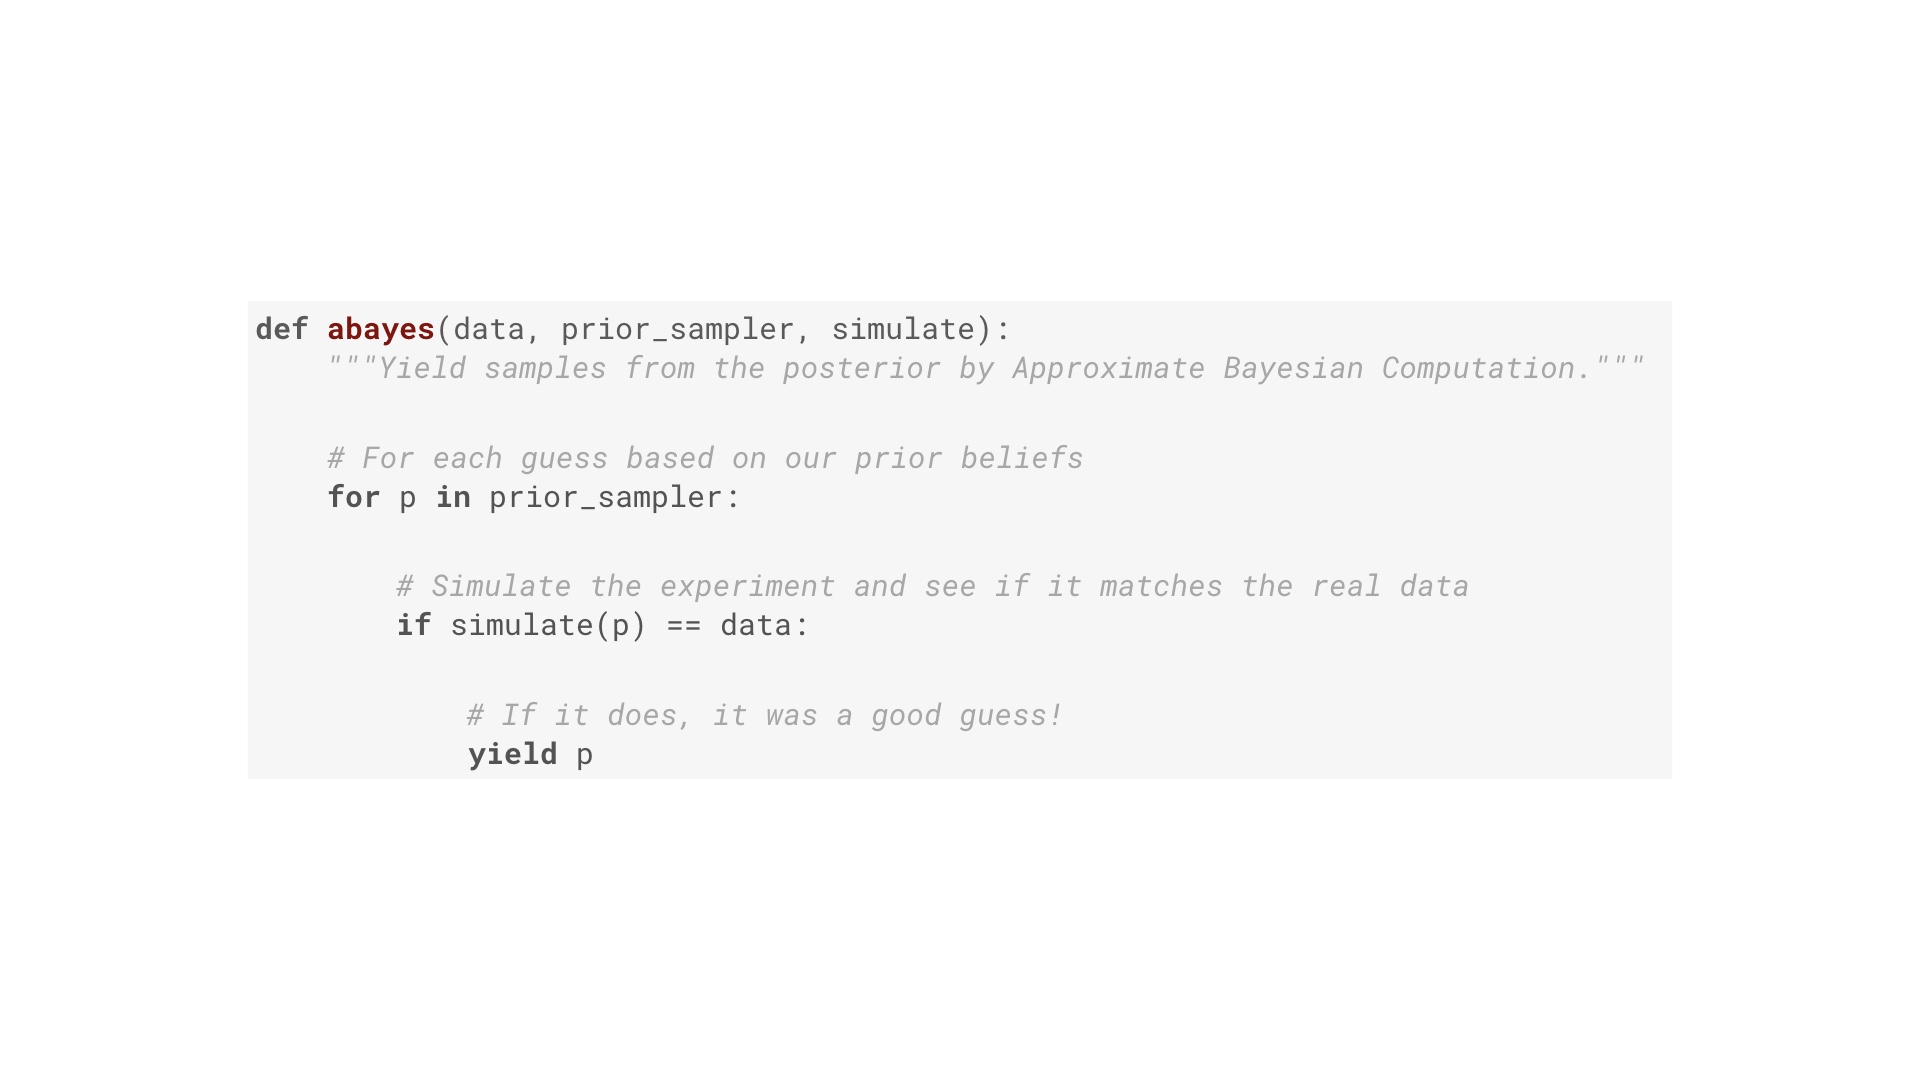 def abayes(data, prior_sampler, simulate):
"""Yield samples from the posterior by Approximate Bayesian Computation."""
# For each guess based on our prior beliefs
for p in prior_sampler:
# Simulate the experiment and see if it matches the real data
if simulate(p) == data:
# If it does, it was a good guess!
yield p